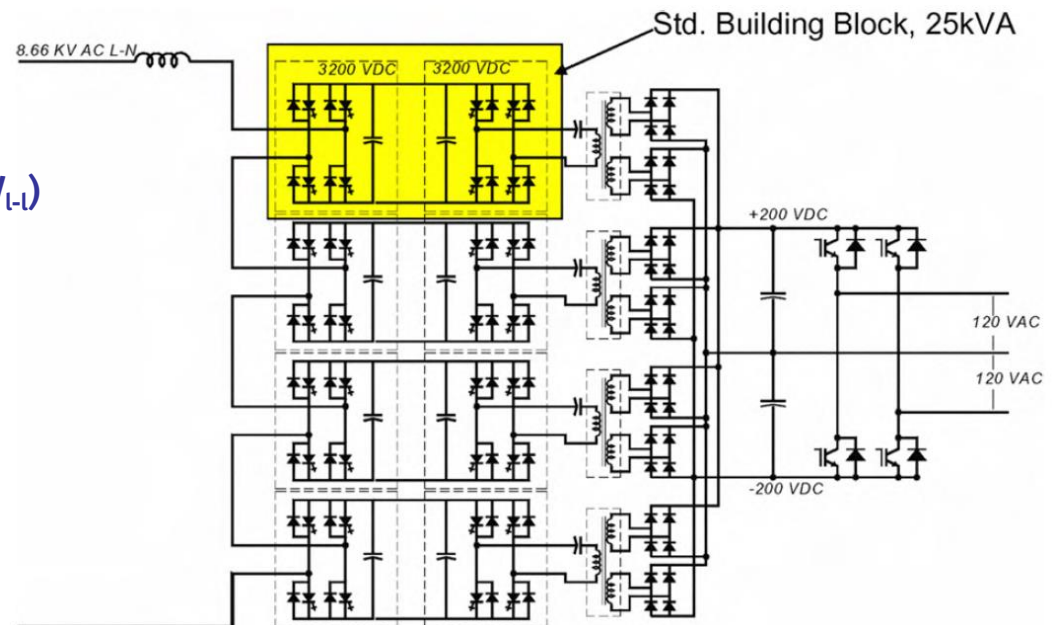 Std. Building Block, 25kVA
8.66 KV AC L-N
3200 VDC 3200 VDC
l-l)
+200 VDC
120 VAC
120 VAC
-200 VDC